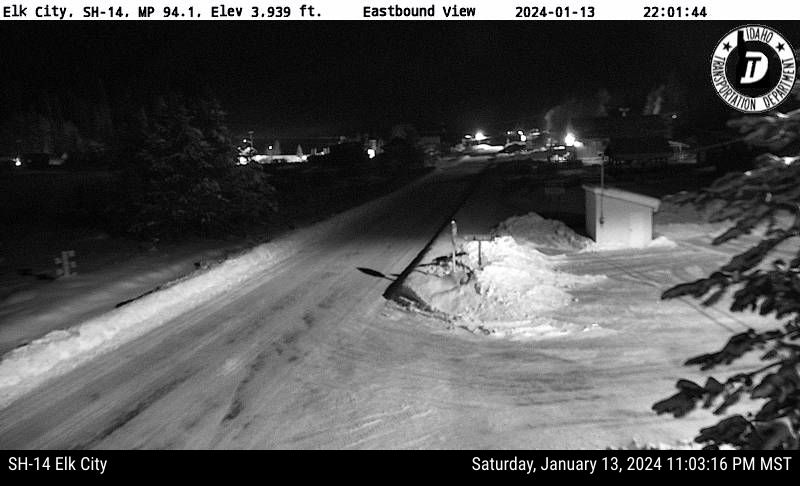 Elk City, SH-14, MP 94.1, Elev 3,939 ft. Eastbound View 2024-01-13 22:01:44
IDAHO
TRANSPORTATION DEPARTMENT
SH-14 Elk City Saturday, January 13, 2024 11:03:16 PM MST